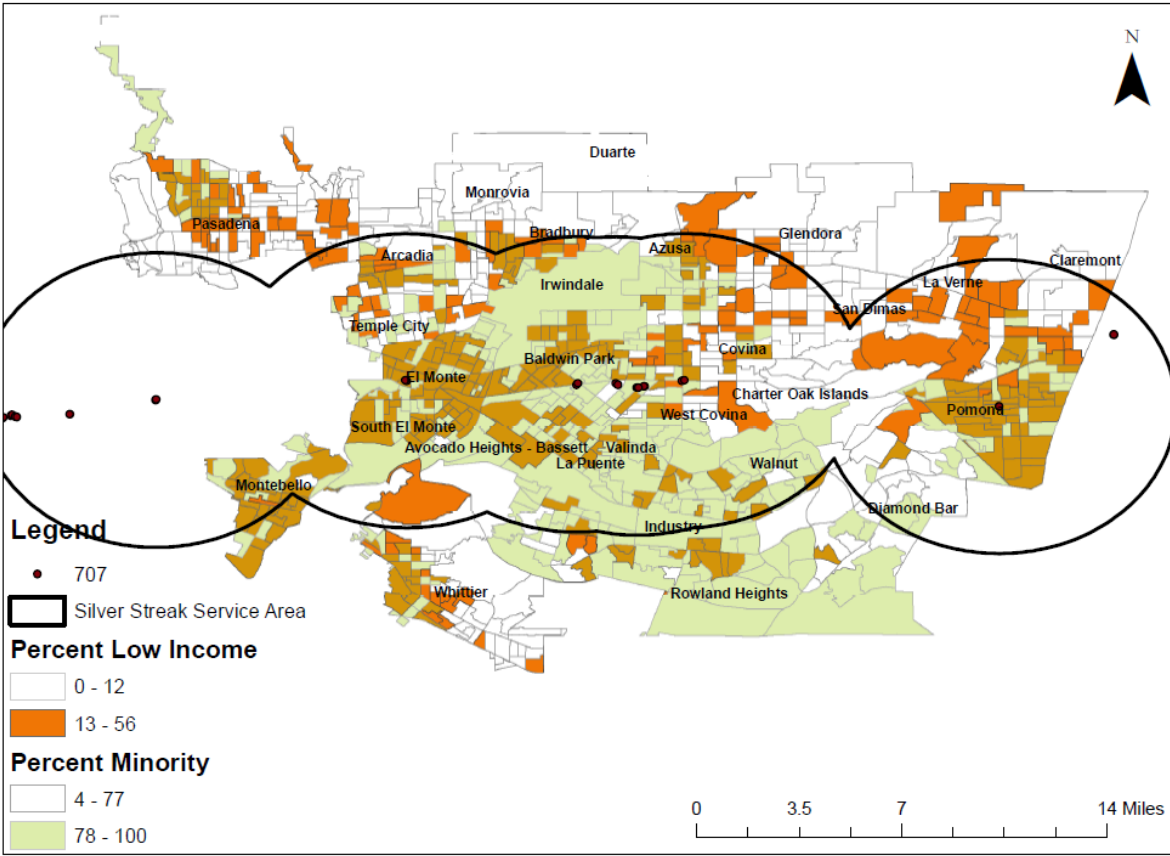 N
Duarte
Monrovia
Pasadena
Bradbury
Glendora
Arcadia
Azusa
Claremont
Irwindale
La Verne
San Dimas
Temple City
Baldwin Park
Covina
El Monte
Charter Oak Islands
Pomona
West Covina
South El Monte
Avocado Heights - Bassett
Valinda
La Puente
Walnut
Montebello
Diamond Bar
Industry
Whittier
Rowland Heights
Legend
707
Silver Streak Service Area
Percent Low Income
0 - 12
13 - 56
Percent Minority
4 - 77
78 - 100
0 3.5 7 14 Miles